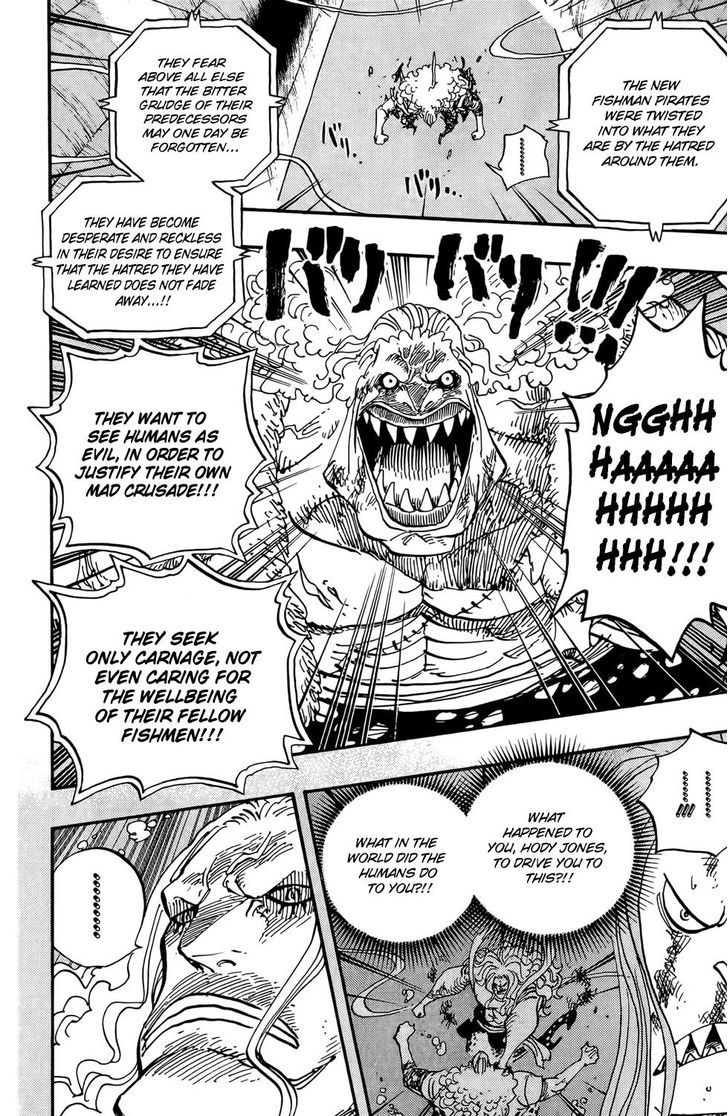 THE NEW
FISHMAN PIRATES
WERE TWISTED
INTO WHAT THEY
ARE BY THE HATRED
AROUND THEM.
.......
THEY FEAR
ABOVE ALL ELSE
THAT THE BITTER
GRUDGE OF THEIR
PREDECESSORS
MAY ONE DAY BE
FORGOTTEN...
バリ
バリ..
THEY HAVE BECOME
DESPERATE AND RECKLESS
IN THEIR DESIRE TO ENSURE
THAT THE HATRED THEY HAVE
LEARNED DOES NOT FADE
AWAY...!!
バリ バリ!!!
NGGHH
HAAAAA
HHHHHH
HHH!!!
THEY WANT TO
SEE HUMANS AS
EVIL, IN ORDER TO
JUSTIFY THEIR OWN
MAD CRUSADE!!!
THEY SEEK
ONLY CARNAGE, NOT
EVEN CARING FOR
THE WELLBEING
OF THEIR FELLOW
FISHMEN!!!
........!!!
WHAT
HAPPENED TO
YOU, HODY JONES,
TO DRIVE YOU TO
THIS?!!
WHAT IN THE
WORLD DID THE
HUMANS DO
TO YOU?!!
..........